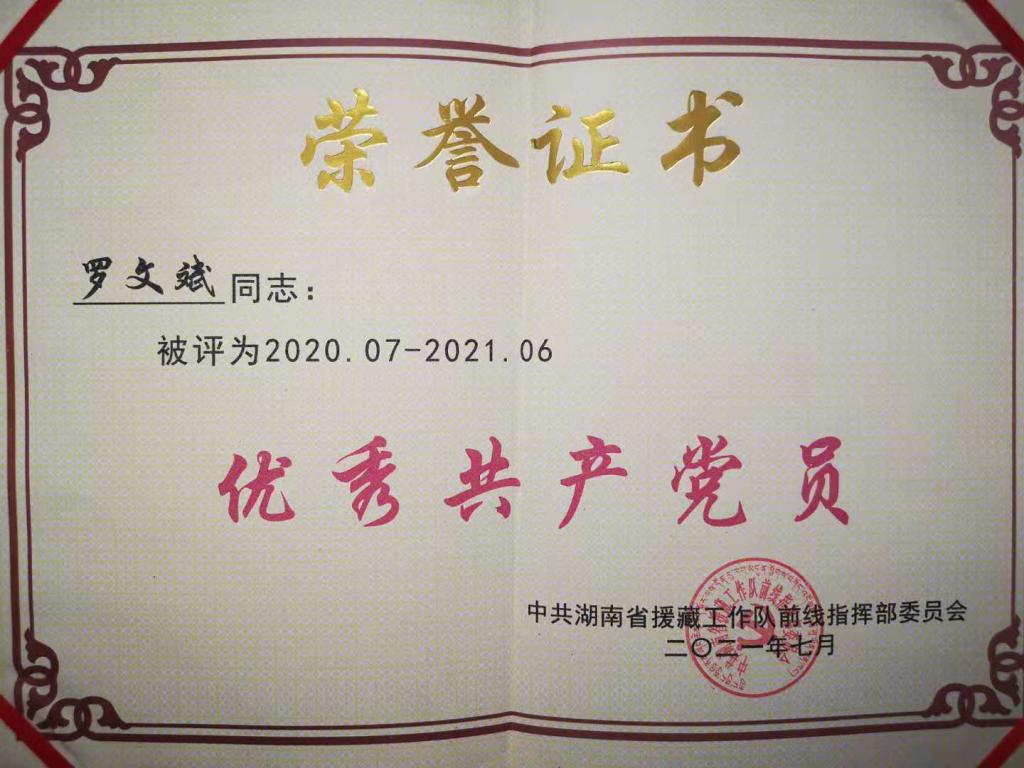 荣誉证书
罗文斌同志：
被评为2020.07-2021.06
优秀共产党员
中共湖南省援藏工作队前线指挥部委员会
二〇二一年七月